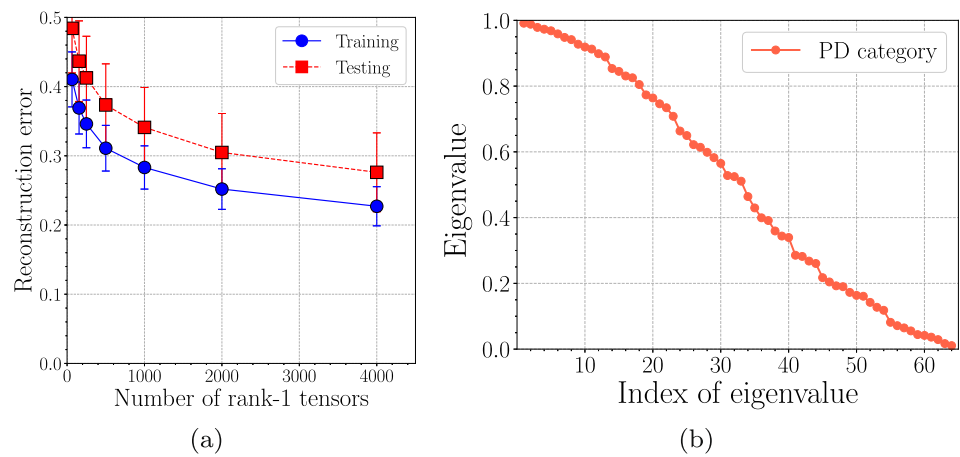 0.5
0.4
0.3
0.2
0.1
0.0
Reconstruction error
0 1000 2000 3000 4000
Number of rank-1 tensors
Training
Testing
(a)
1.0
0.8
0.6
0.4
0.2
0.0
Eigenvalue
10 20 30 40 50 60
Index of eigenvalue
PD category
(b)